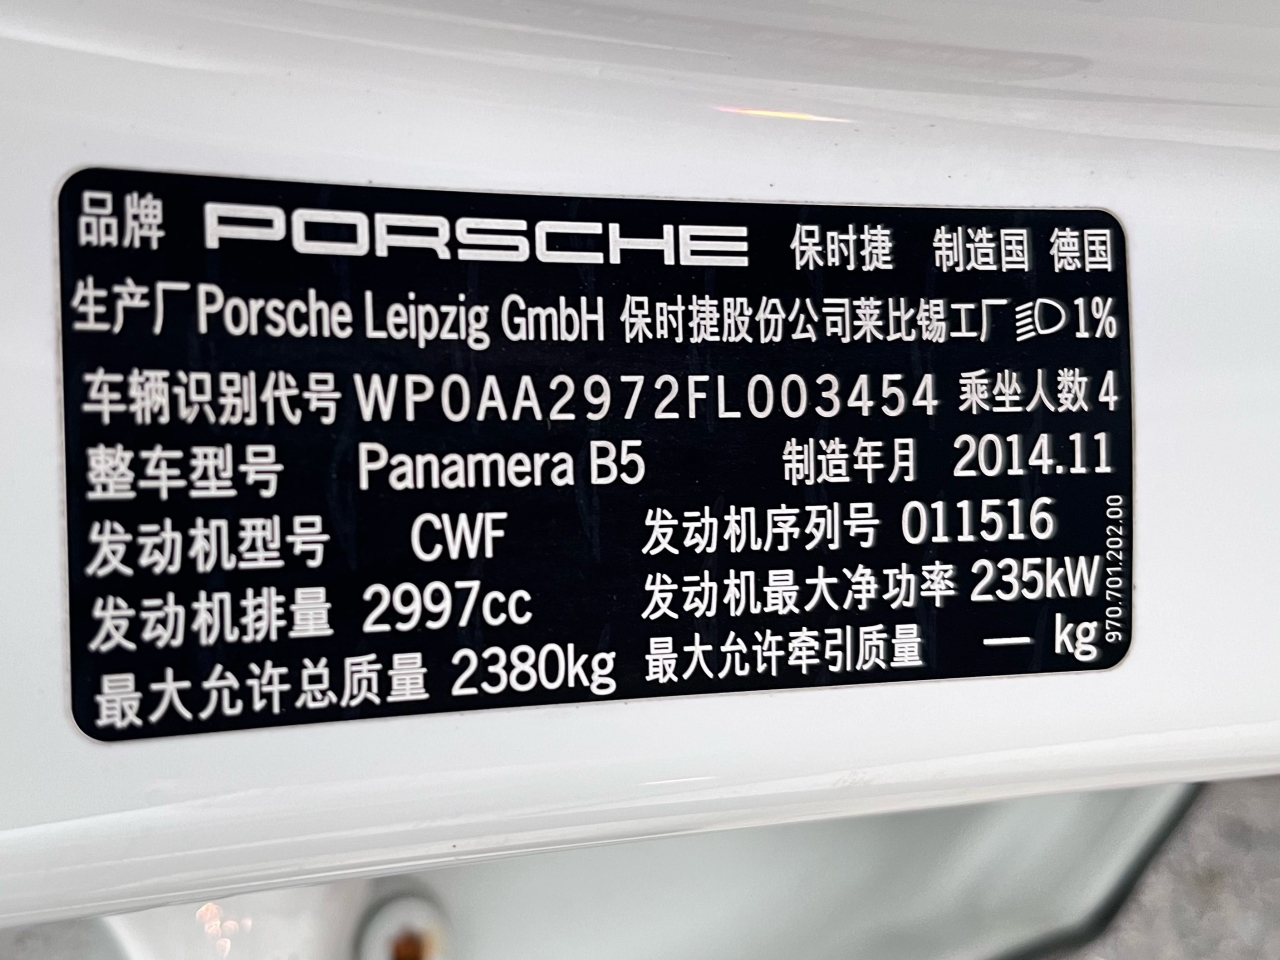 品牌 PORSCHE 保时捷 制造国 德国
生产厂 Porsche Leipzig GmbH 保时捷股份公司莱比锡工厂 1%
车辆识别代号 WP0AA2972FL003454 乘坐人数 4
整车型号 Panamera B5 制造年月 2014.11
发动机型号 CWF 发动机序列号 011516
发动机排量 2997cc 发动机最大净功率 235kW
最大允许总质量 2380kg 最大允许牵引质量 — kg
970.701.202.00